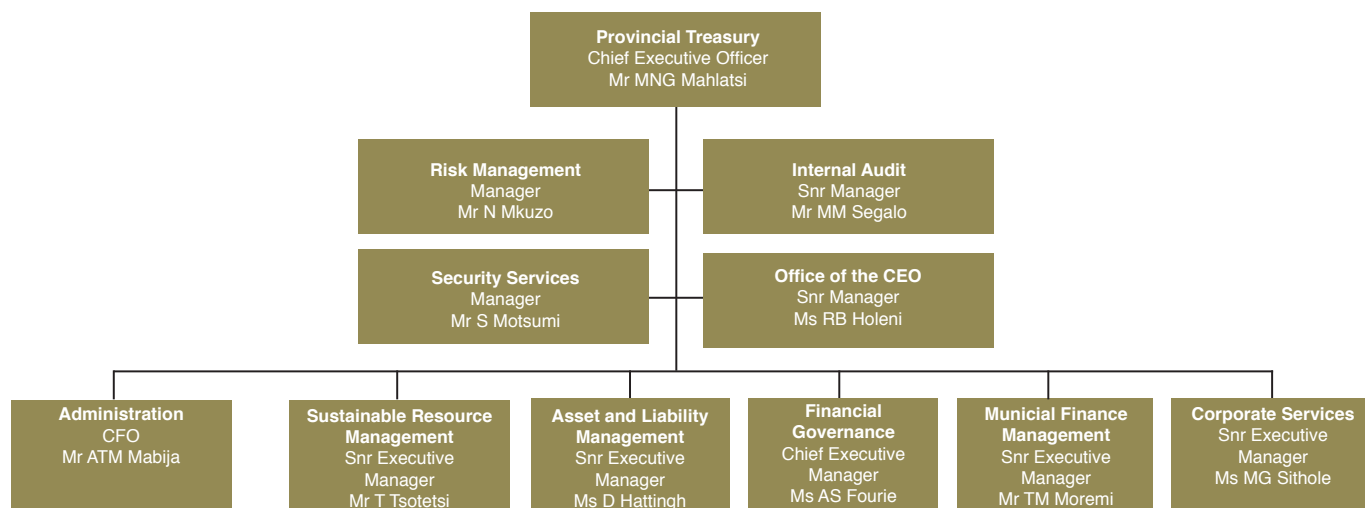 Provincial Treasury
Chief Executive Officer
Mr MNG Mahlatsi
Risk Management
Manager
Mr N Mkuzo
Internal Audit
Snr Manager
Mr MM Segalo
Security Services
Manager
Mr S Motsumi
Office of the CEO
Snr Manager
Ms RB Holeni
Administration
CFO
Mr ATM Mabija
Sustainable Resource
Management
Snr Executive
Manager
Mr T Tsotetsi
Asset and Liability
Management
Snr Executive
Manager
Ms D Hattingh
Financial
Governance
Chief Executive
Manager
Ms AS Fourie
Municial Finance
Management
Snr Executive
Manager
Mr TM Moremi
Corporate Services
Snr Executive
Manager
Ms MG Sithole